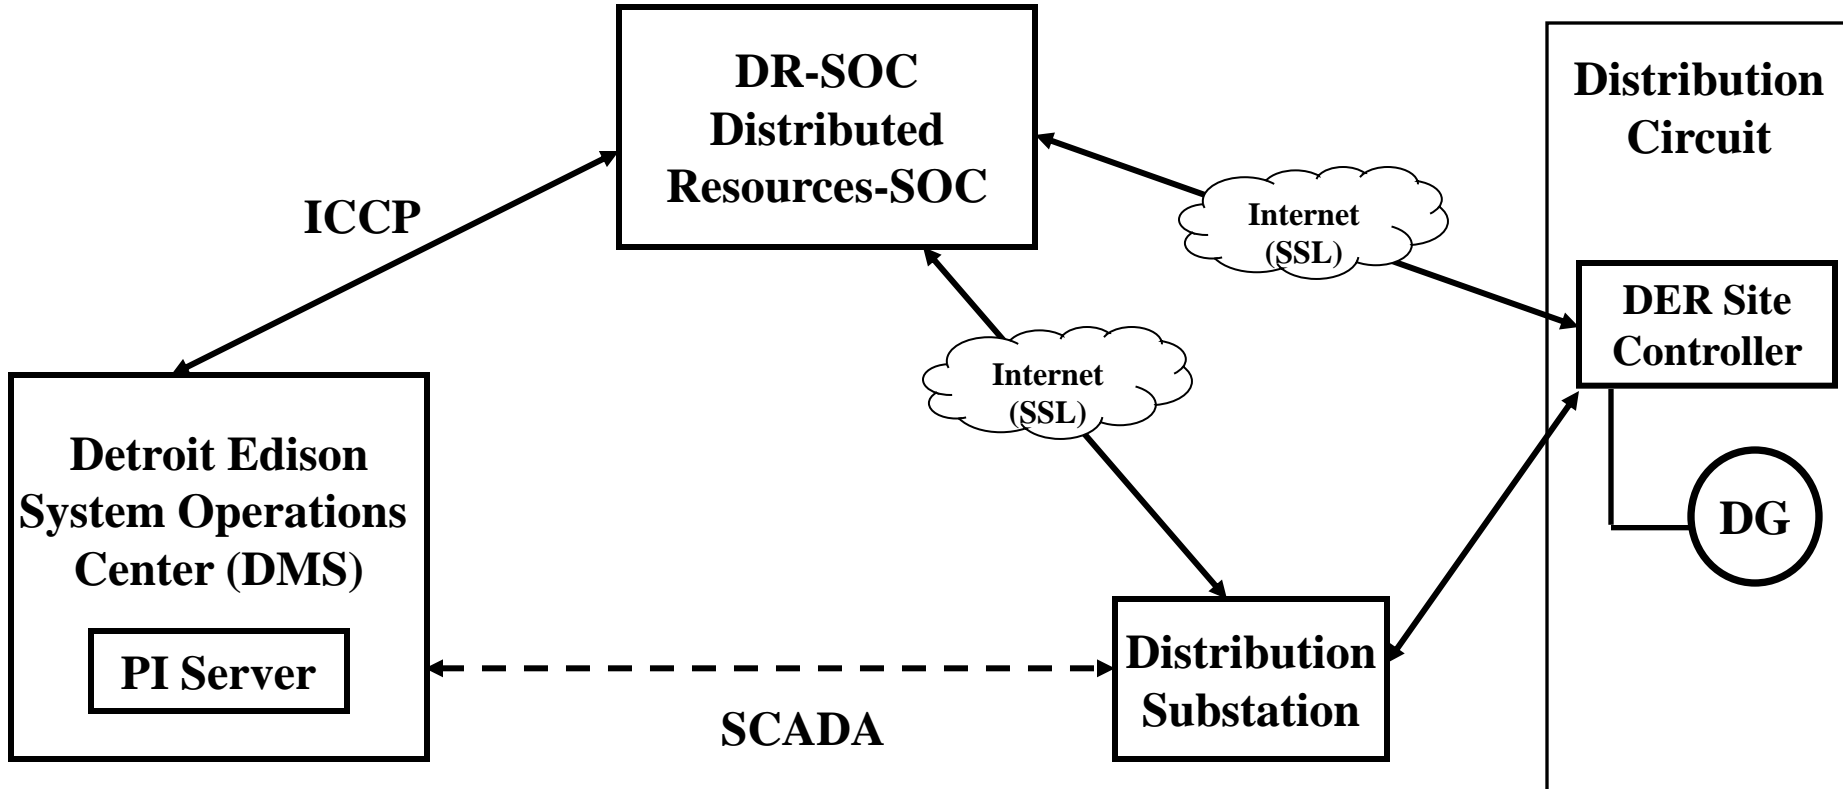 DR-SOC
Distributed
Resources-SOC
Distribution
Circuit
ICCP
Internet
(SSL)
DER Site
Controller
Internet
(SSL)
Detroit Edison
System Operations
Center (DMS)
DG
PI Server
Distribution
Substation
SCADA